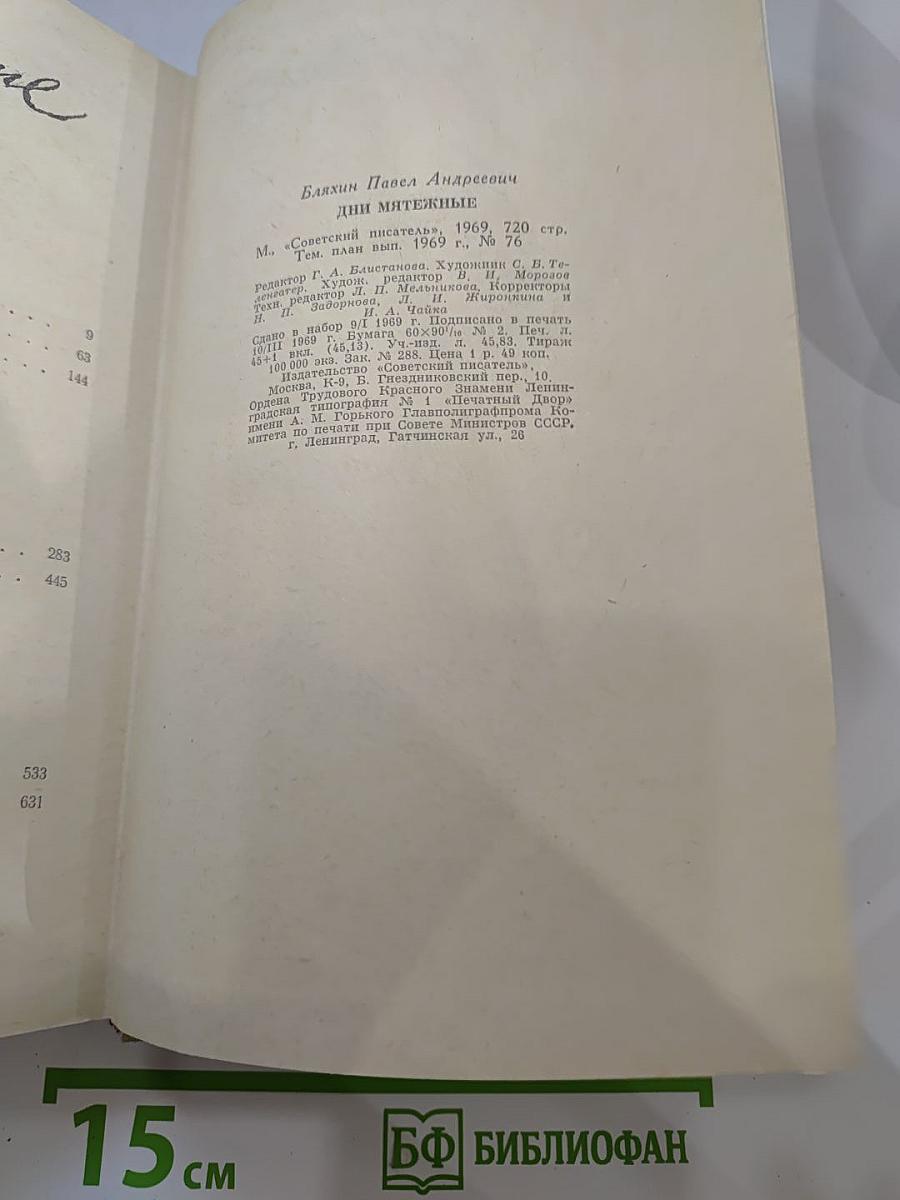 9
63
144
283
445
533
631
Бляхин Павел Андреевич
ДНИ МЯТЕЖНЫЕ
М., «Советский писатель», 1969, 720 стр.
Тем. план вып. 1969 г., № 76
Редактор Г. А. Блистанова. Художник С. Б. Те-
ленгатер. Худож. редактор В. И. Морозов
Техн. редактор Л. П. Мельникова. Корректоры
Н. П. Задорнова, Л. И. Жиронкина и
И. А. Чайка
Сдано в набор 9/I 1969 г. Подписано в печать
10/III 1969 г. Бумага 60×90¹/₁₆ № 2. Печ. л.
45+1 вкл. (45,13). Уч.-изд. л. 45,83. Тираж
100 000 экз. Зак. № 288. Цена 1 р. 49 коп.
Издательство «Советский писатель»,
Москва, К-9, Б. Гнездниковский пер., 10.
Ордена Трудового Красного Знамени Ленин-
градская типография № 1 «Печатный Двор»
имени А. М. Горького Главполиграфпрома Ко-
митета по печати при Совете Министров СССР,
г. Ленинград, Гатчинская ул., 26
15 см
БФ БИБЛИОФАН